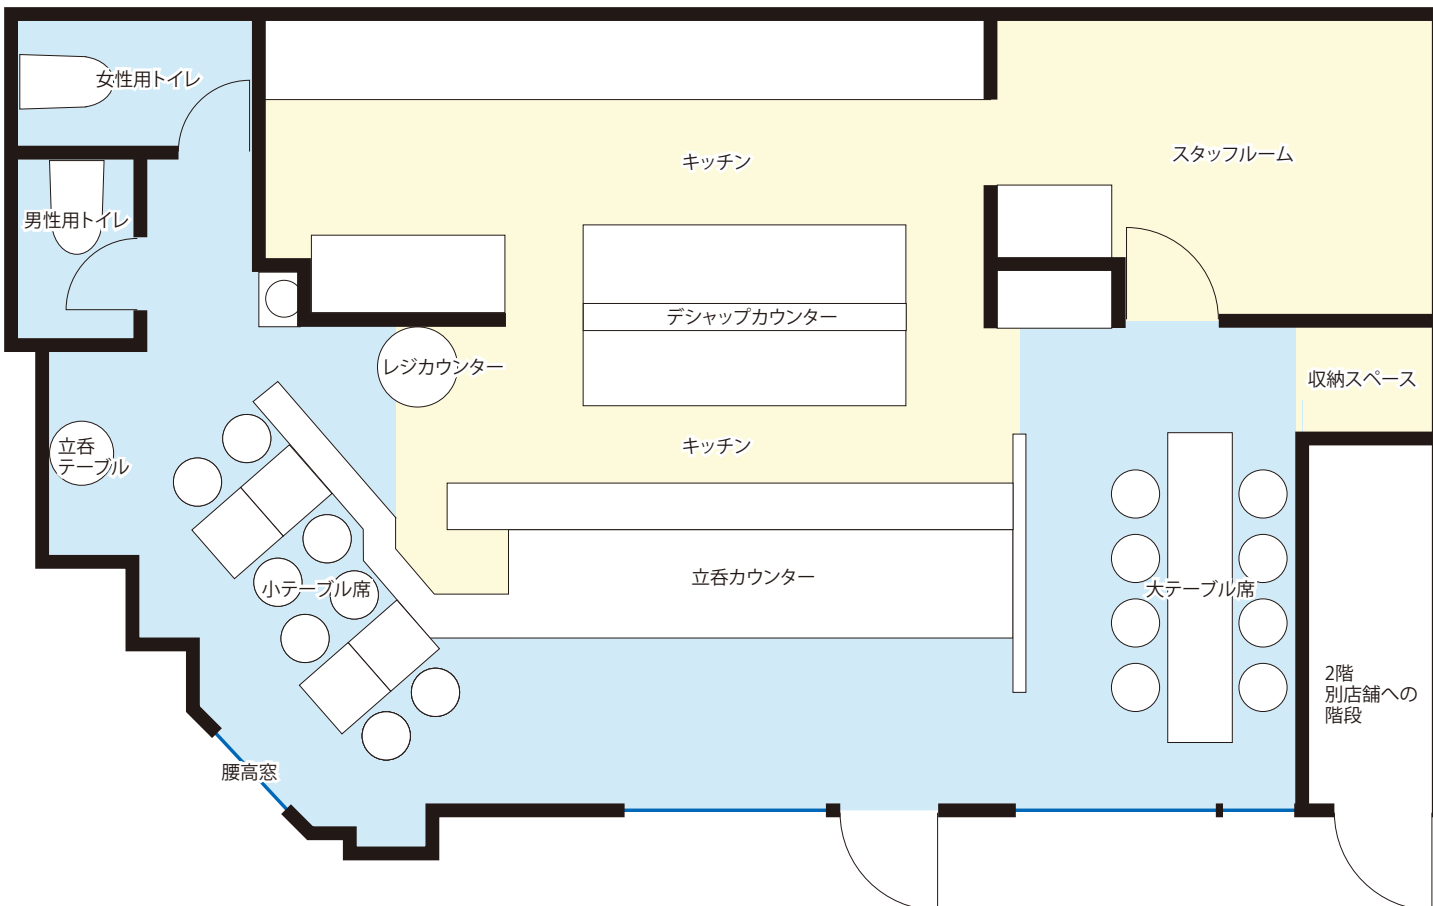 女性用トイレ
キッチン
スタッフルーム
男性用トイレ
デシャップカウンター
レジカウンター
収納スペース
立呑
テーブル
キッチン
立呑カウンター
小テーブル席
大テーブル席
2階
別店舗への
階段
腰高窓